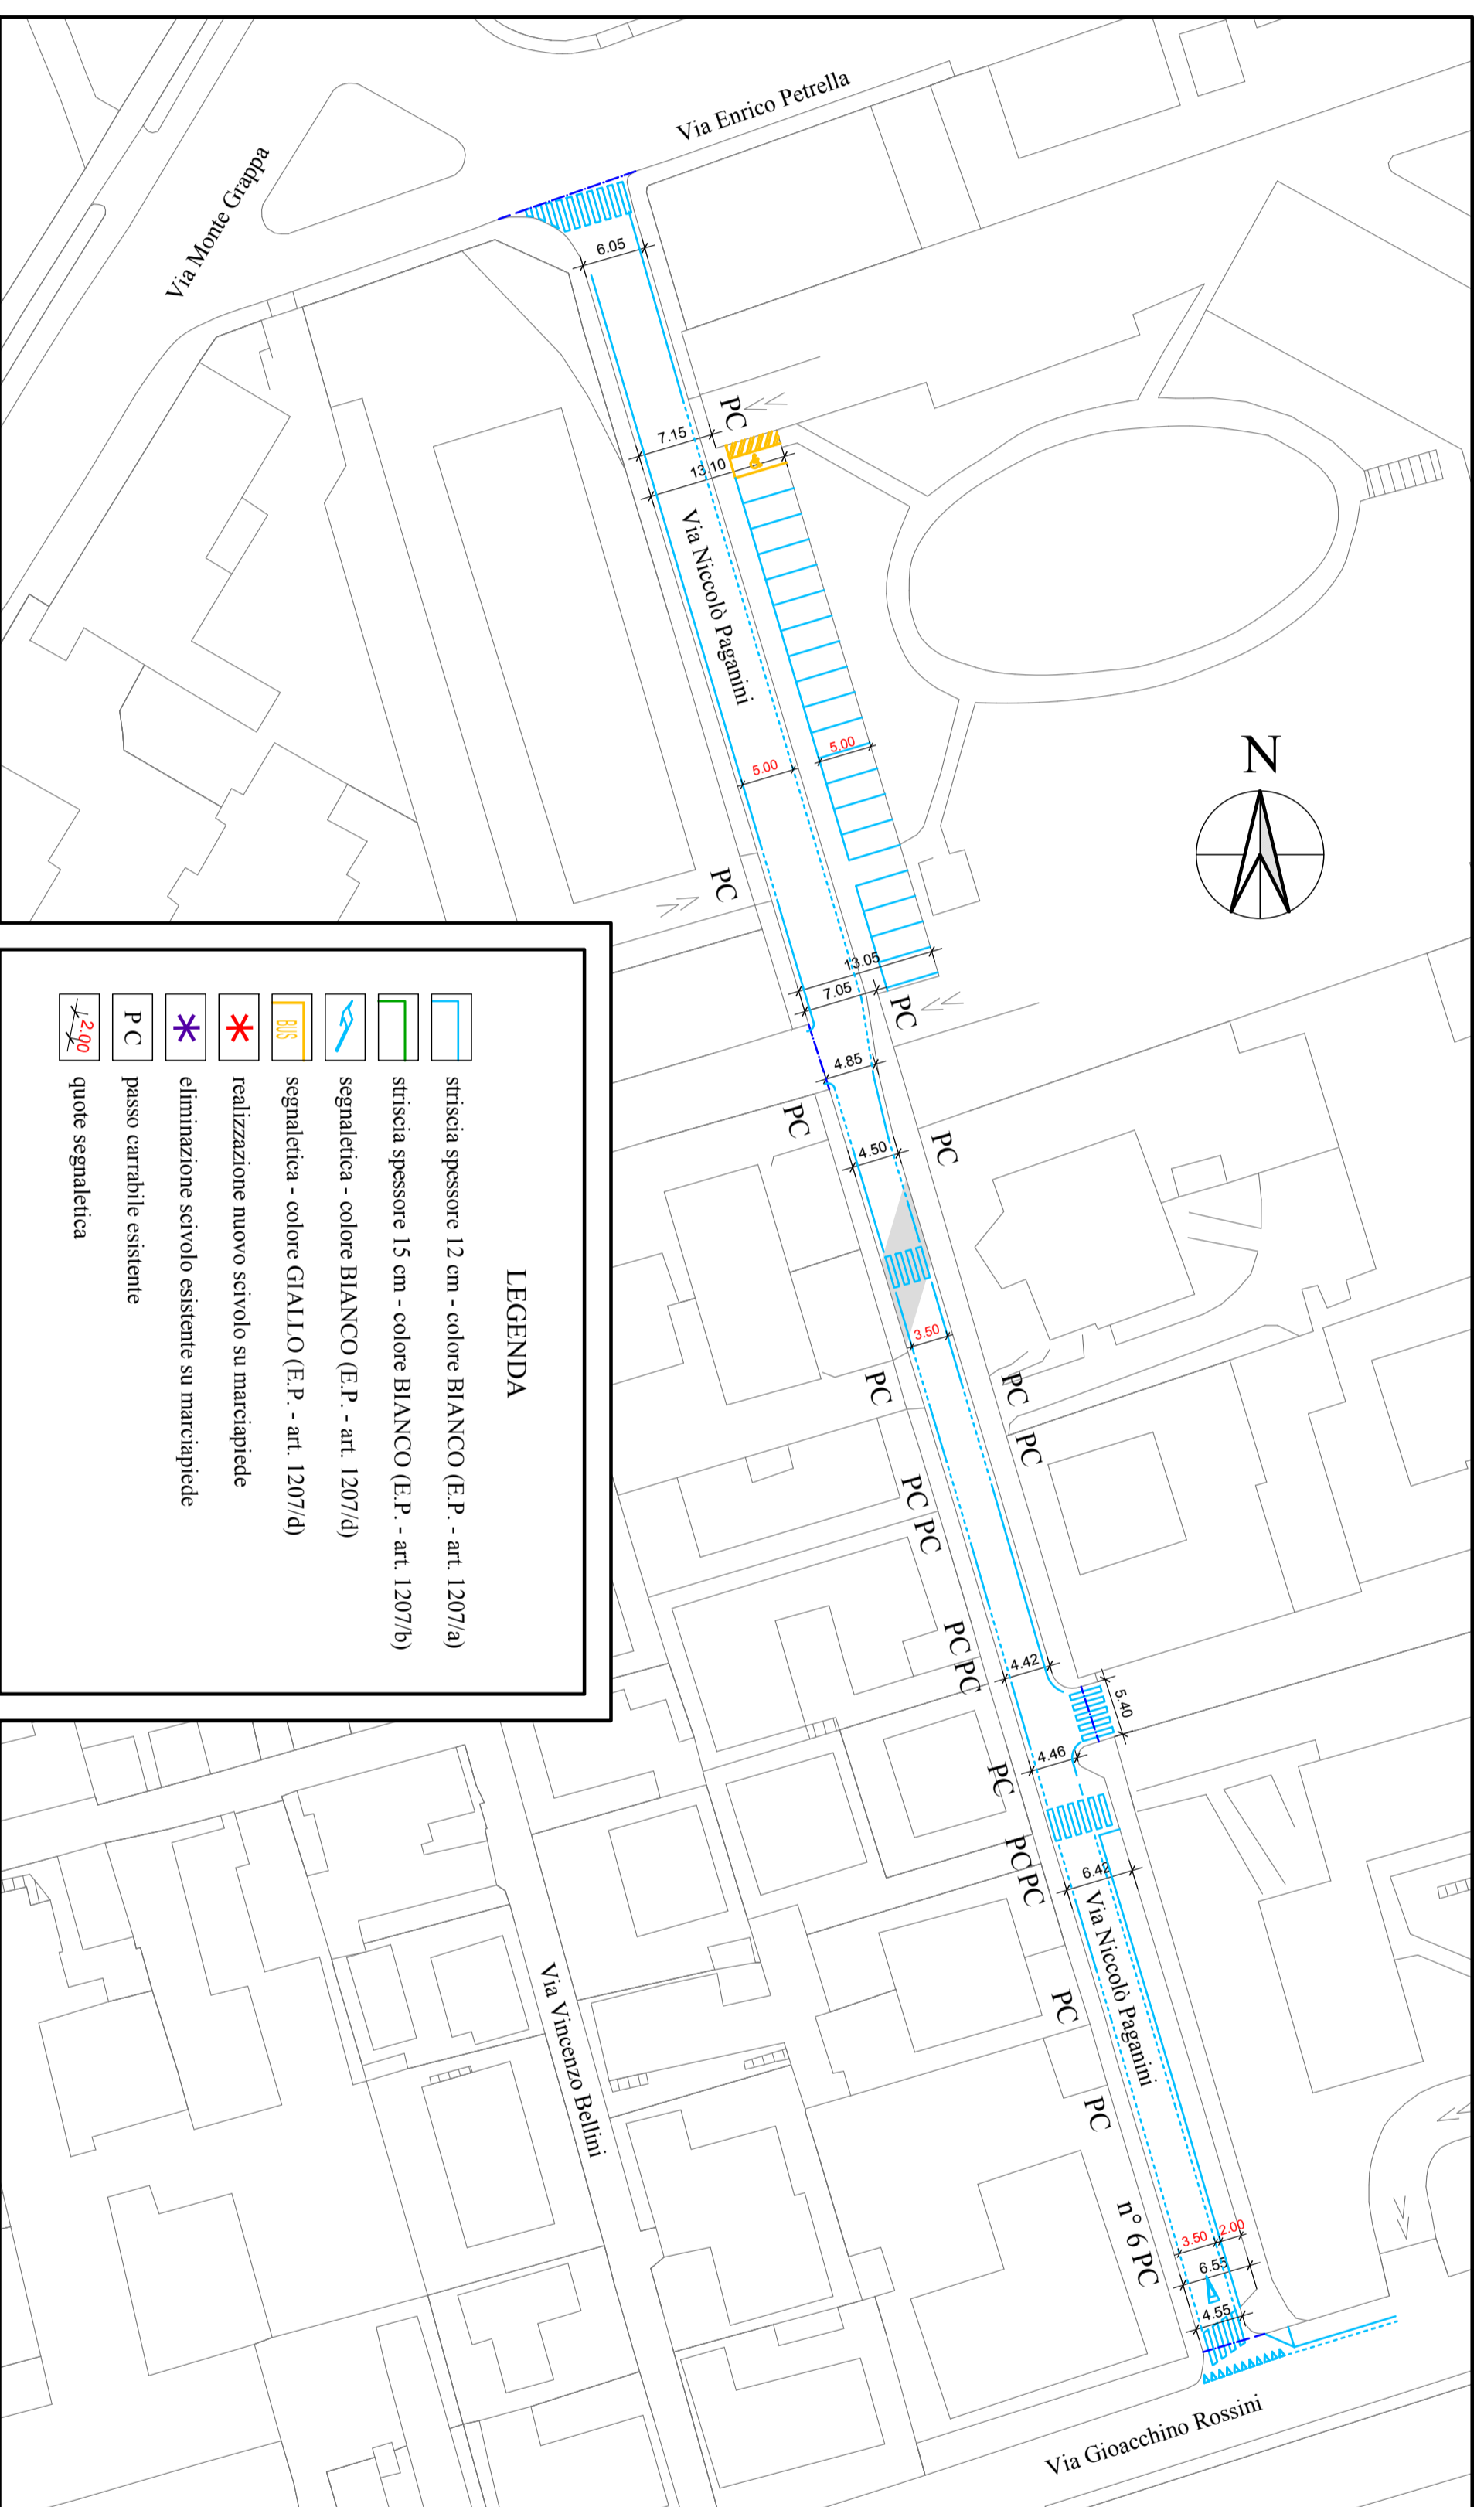 Via Enrico Petrella
Via Monte Grappa
6.05
PC
7.15
13.10
Via Niccolò Paganini
N
5.00
5.00
PC
13.05
7.05
PC
4.85
PC
PC
4.50
3.50
PC
PC
PC
PC
PC
PC
PC
4.42
5.40
4.46
PC
PC
PC
6.42
Via Niccolò Paganini
Via Vincenzo Bellini
PC
PC
n° 6 PC
3.50
2.00
6.55
4.55
Via Gioacchino Rossini
LEGENDA
striscia spessore 12 cm - colore BIANCO (E.P. - art. 1207/a)
striscia spessore 15 cm - colore BIANCO (E.P. - art. 1207/b)
segnaletica - colore BIANCO (E.P. - art. 1207/d)
BUS
segnaletica - colore GIALLO (E.P. - art. 1207/d)
realizzazione nuovo scivolo su marciapiede
eliminazione scivolo esistente su marciapiede
P C
passo carrabile esistente
2.00
quote segnaletica